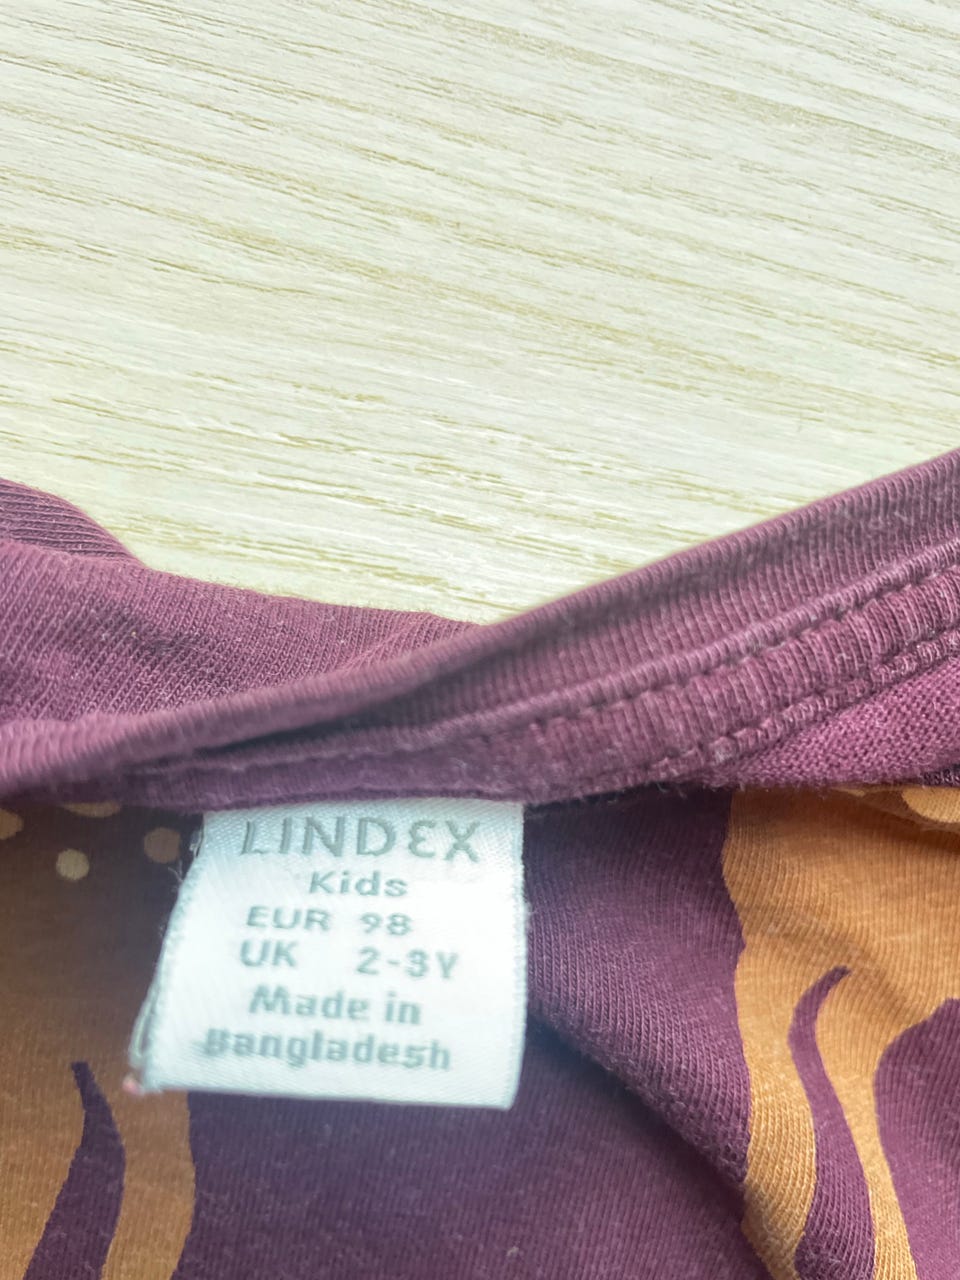 LINDEX
Kids
EUR 98
UK 2-3Y
Made in
Bangladesh